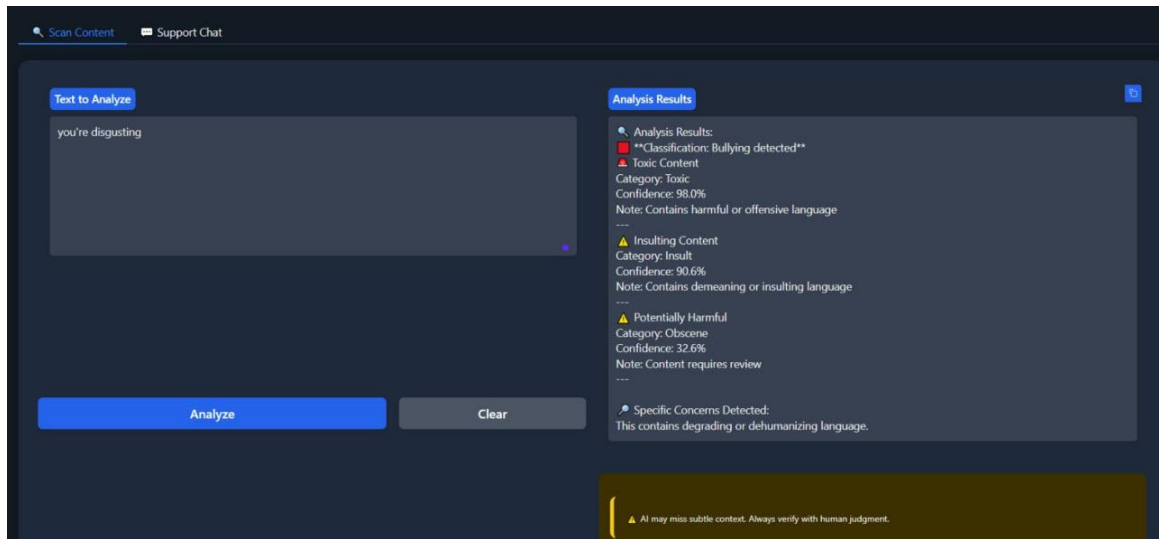 🔍 Scan Content 💬 Support Chat
Text to Analyze
you're disgusting
Analyze Clear
Analysis Results
🔍 Analysis Results:
🟥 **Classification: Bullying detected**
🚨 Toxic Content
Category: Toxic
Confidence: 98.0%
Note: Contains harmful or offensive language
---
⚠️ Insulting Content
Category: Insult
Confidence: 90.6%
Note: Contains demeaning or insulting language
---
⚠️ Potentially Harmful
Category: Obscene
Confidence: 32.6%
Note: Content requires review
---
🔎 Specific Concerns Detected:
This contains degrading or dehumanizing language.
⚠️ AI may miss subtle context. Always verify with human judgment.